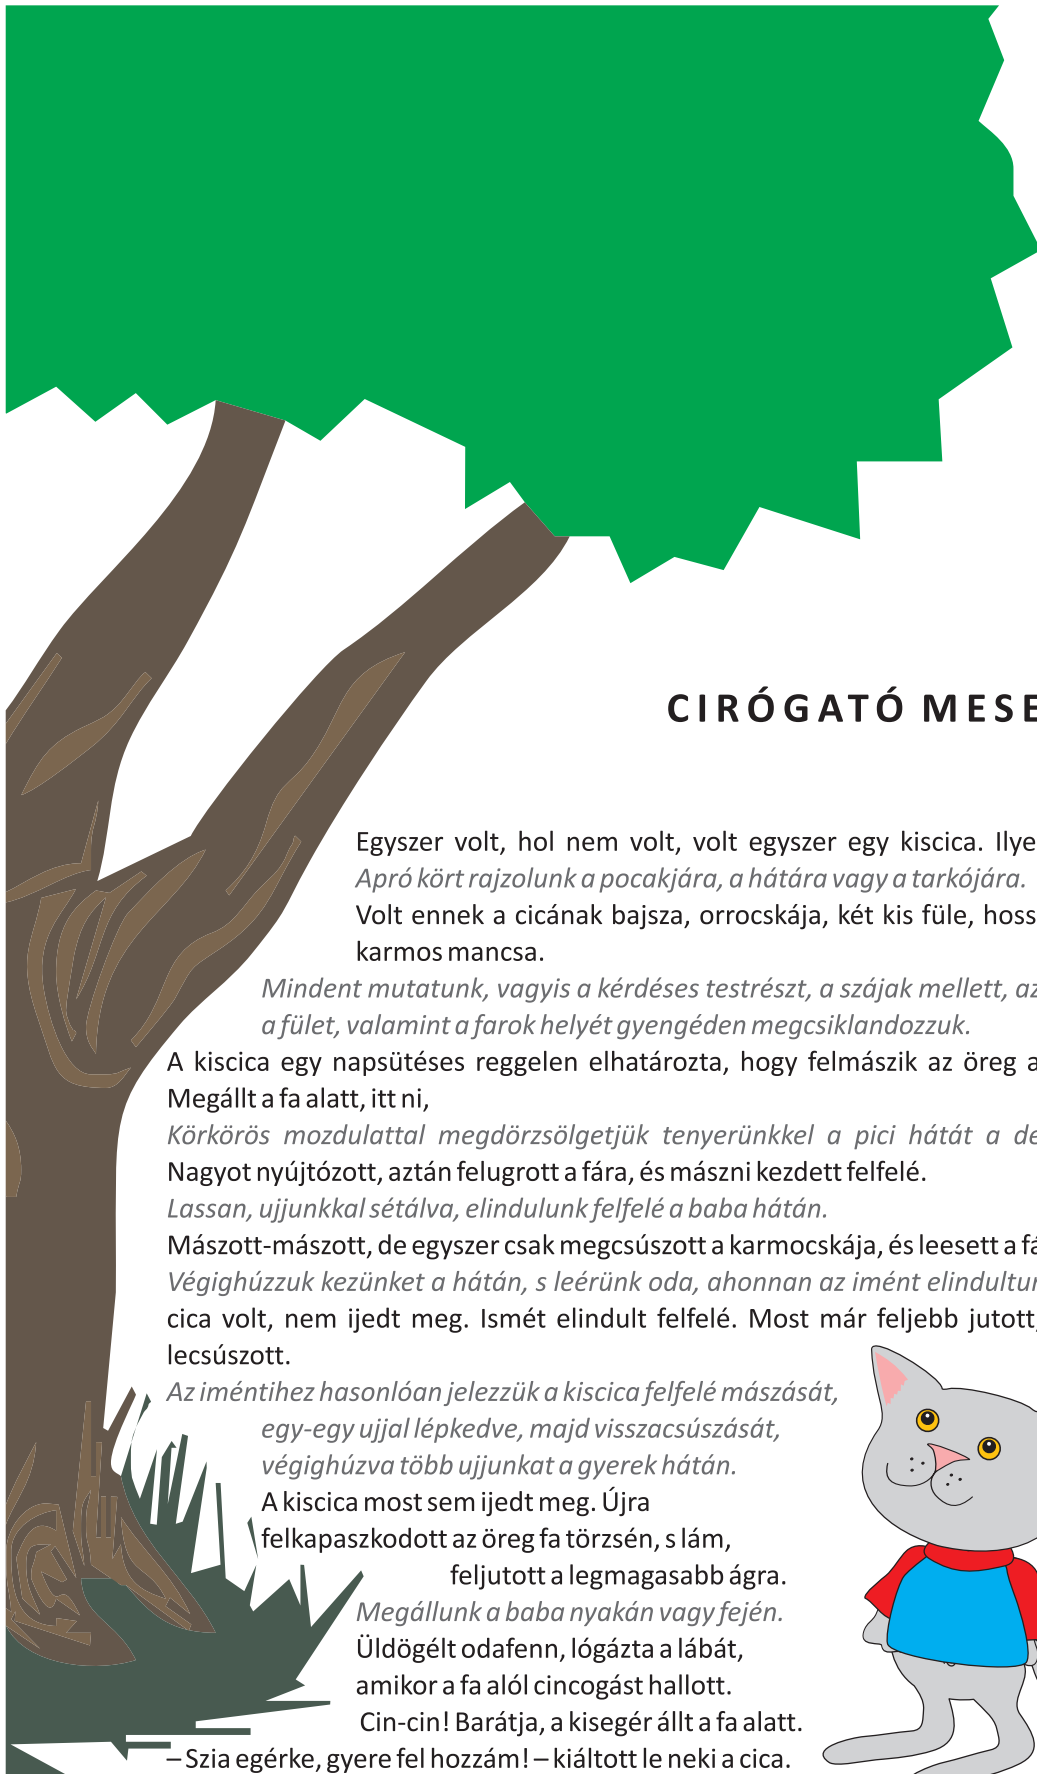 CIRÓGATÓ MESE
Egyszer volt, hol nem volt, volt egyszer egy kiscica. Ilye
Apró kört rajzolunk a pocakjára, a hátára vagy a tarkójára.
Volt ennek a cicának bajsza, orrocskája, két kis füle, hoss
karmos mancsa.
Mindent mutatunk, vagyis a kérdéses testrészt, a szájak mellett, az
a fület, valamint a farok helyét gyengéden megcsiklandozzuk.
A kiscica egy napsütéses reggelen elhatározta, hogy felmászik az öreg a
Megállt a fa alatt, itt ni,
Körkörös mozdulattal megdörzsölgetjük tenyerünkkel a pici hátát a de
Nagyot nyújtózott, aztán felugrott a fára, és mászni kezdett felfelé.
Lassan, ujjunkkal sétálva, elindulunk felfelé a baba hátán.
Mászott-mászott, de egyszer csak megcsúszott a karmocskája, és leesett a fá
Végighúzzuk kezünket a hátán, s leérünk oda, ahonnan az imént elindultun
cica volt, nem ijedt meg. Ismét elindult felfelé. Most már feljebb jutott,
lecsúszott.
Az iméntihez hasonlóan jelezzük a kiscica felfelé mászását,
egy-egy ujjal lépkedve, majd visszacsúszását,
végighúzva több ujjunkat a gyerek hátán.
A kiscica most sem ijedt meg. Újra
felkapaszkodott az öreg fa törzsén, s lám,
feljutott a legmagasabb ágra.
Megállunk a baba nyakán vagy fején.
Üldögélt odafenn, lógázta a lábát,
amikor a fa alól cincogást hallott.
Cin-cin! Barátja, a kisegér állt a fa alatt.
– Szia egérke, gyere fel hozzám! – kiáltott le neki a cica.